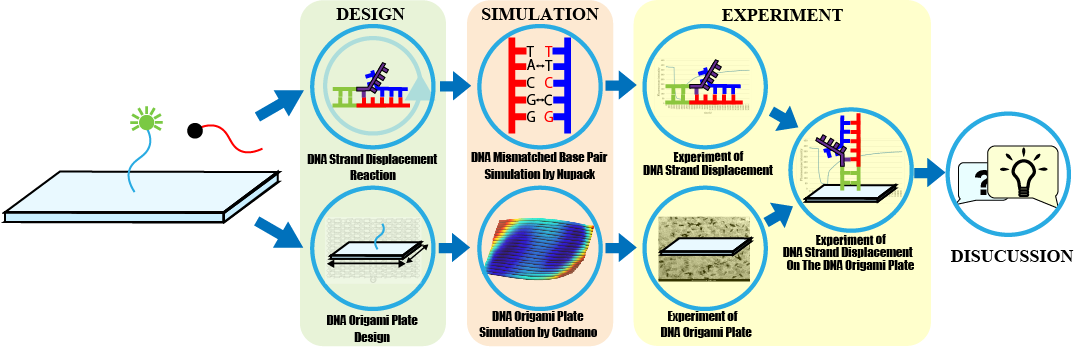 DESIGN
SIMULATION
EXPERIMENT
T T
A↔T
C C
G↔C
G G
DNA Strand Displacement
Reaction
DNA Mismatched Base Pair
Simulation by Nupack
Experiment of
DNA Strand Displacement
?
Experiment of
DNA Strand Displacement
On The DNA Origami Plate
DISUCUSSION
DNA Origami Plate
Design
DNA Origami Plate
Simulation by Cadnano
Experiment of
DNA Origami Plate